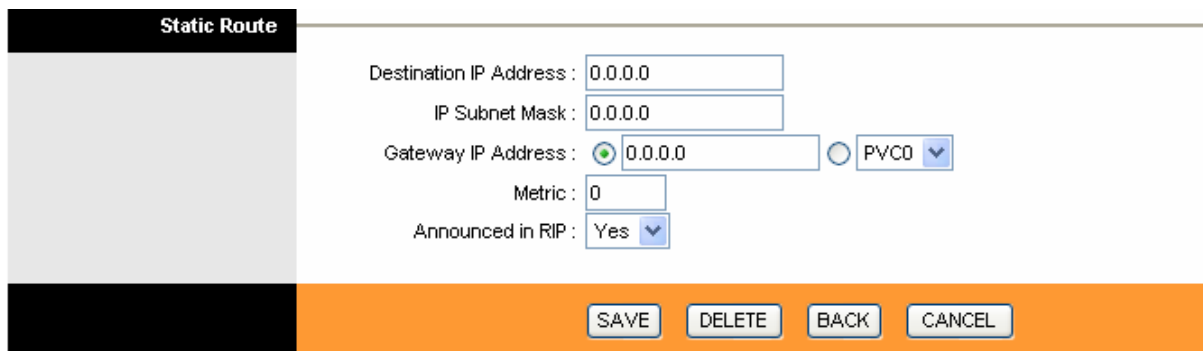 Static Route
Destination IP Address : 0.0.0.0
IP Subnet Mask : 0.0.0.0
Gateway IP Address : 0.0.0.0 PVC0
Metric : 0
Announced in RIP : Yes
SAVE DELETE BACK CANCEL